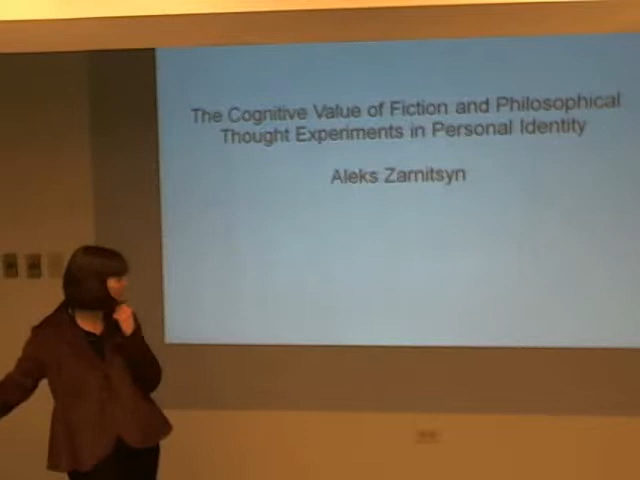 The Cognitive Value of Fiction and Philosophical
Thought Experiments in Personal Identity
Aleks Zarnitsyn